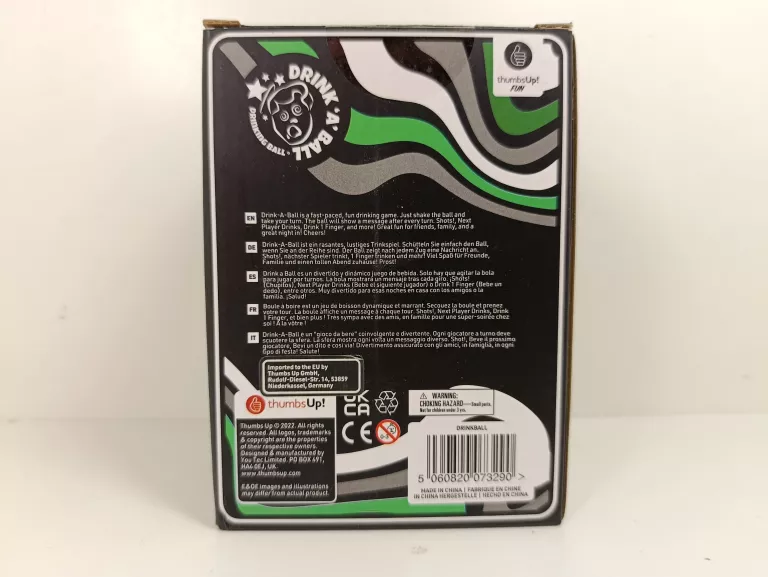 DRINK 'A' BALL
DRINKING BALL
thumbsUp!
FUN
EN
Drink-A-Ball is a fast-paced, fun drinking game. Just shake the ball and
take your turn. The ball will show a message after every turn. Shots!, Next
Player Drinks, Drink 1 Finger, and more! Great fun for friends, family, and a
great night in! Cheers!
DE
Drink-A-Ball ist ein rasantes, lustiges Trinkspiel. Schütteln Sie einfach den Ball,
wenn Sie an der Reihe sind. Der Ball zeigt nach jedem Zug eine Nachricht an.
Shots!, nächster Spieler trinkt, 1 Finger Trinken und mehr! Viel Spaß für Freunde,
Familie und einen tollen Abend zuhause! Prost!
ES
Drink a Ball es un divertido y dinámico juego de bebida. Solo hay que agitar la bola
para jugar por turnos. La bola mostrará un mensaje tras cada giro. ¡Shots!
(Chupitos), Next Player Drinks (Bebe el siguiente jugador) o Drink 1 Finger (Bebe un
dedo), entre otros. Muy divertido para esas noches en casa con los amigos o la
familia. ¡Salud!
FR
Boule à boire est un jeu de boisson dynamique et marrant. Secouez la boule et prenez
votre tour. La boule affiche un message à chaque tour. Shots!, Next Player Drinks, Drink
1 Finger, et bien plus ! Très sympa avec des amis, en famille pour une super-soirée chez
soi ! À la vôtre !
IT
Drink-A-Ball e un "gioco da bere" coinvolgente e divertente. Ogni giocatore a turno deve
scuotere la sfera. La sfera mostra ogni volta un messaggio diverso. Shot!, Beve il prossimo
giocatore, Bevi un dito e cosi via! Divertimento assicurato con gli amici, in famiglia, in ogni
tipo di festa! Salute!
Imported to the EU by
Thumbs Up GmbH,
Rudolf-Diesel-Str. 14, 53859
Niederkassel, Germany
thumbsUp!
UK
CA
CE
WARNING:
CHOKING HAZARD—Small parts.
Not for children under 3 yrs.
Thumbs Up © 2022. All rights
reserved. All logos, trademarks
& copyright are the properties
of their respective owners.
Designed & manufactured by
You Tec Limited. PO BOX 491,
HA4 0EJ, UK.
www.thumbsup.com
E&OE images and illustrations
may differ from actual product.
DRINKBALL
5 060820 073290 >
MADE IN CHINA | FABRIQUE EN CHINE
IN CHINA HERGESTELLE | HECHO EN CHINO